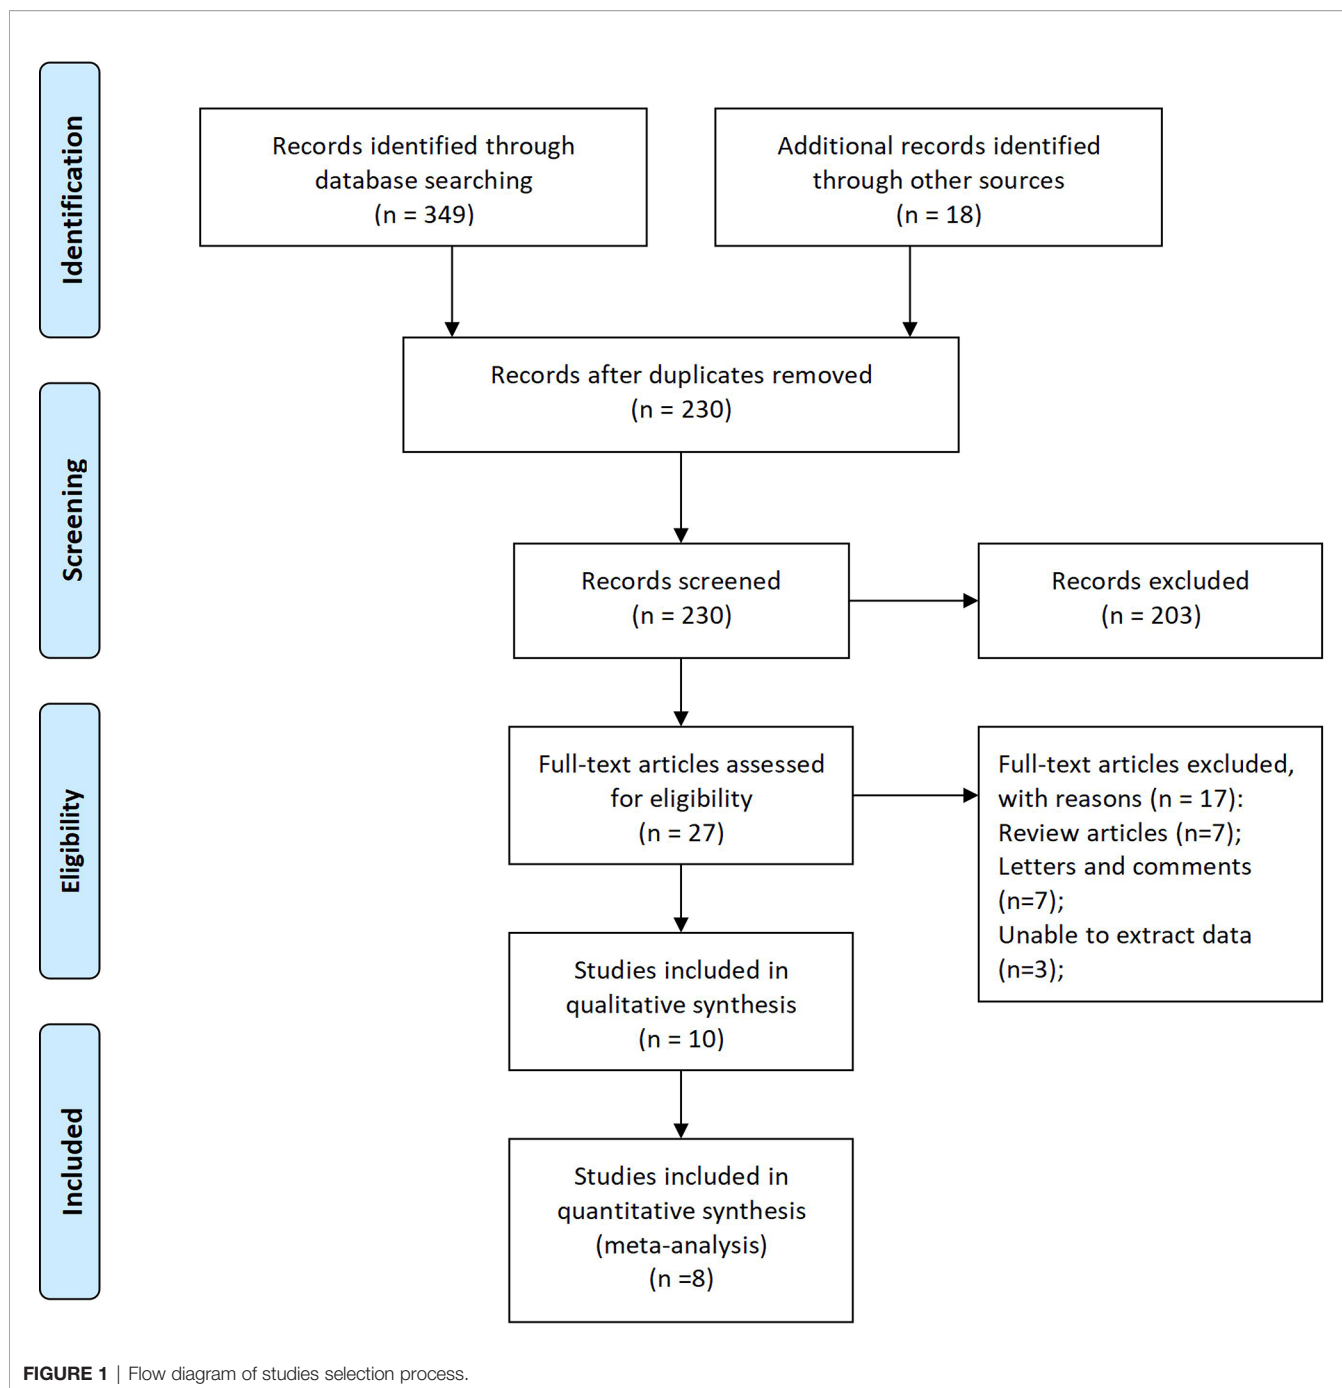 Identification
Records identified through
database searching
(n = 349)
Additional records identified
through other sources
(n = 18)
Records after duplicates removed
(n = 230)
Screening
Records screened
(n = 230)
Records excluded
(n = 203)
Eligibility
Full-text articles assessed
for eligibility
(n = 27)
Full-text articles excluded,
with reasons (n = 17):
Review articles (n=7);
Letters and comments
(n=7);
Unable to extract data
(n=3);
Studies included in
qualitative synthesis
(n = 10)
Included
Studies included in
quantitative synthesis
(meta-analysis)
(n =8)
FIGURE 1 | Flow diagram of studies selection process.